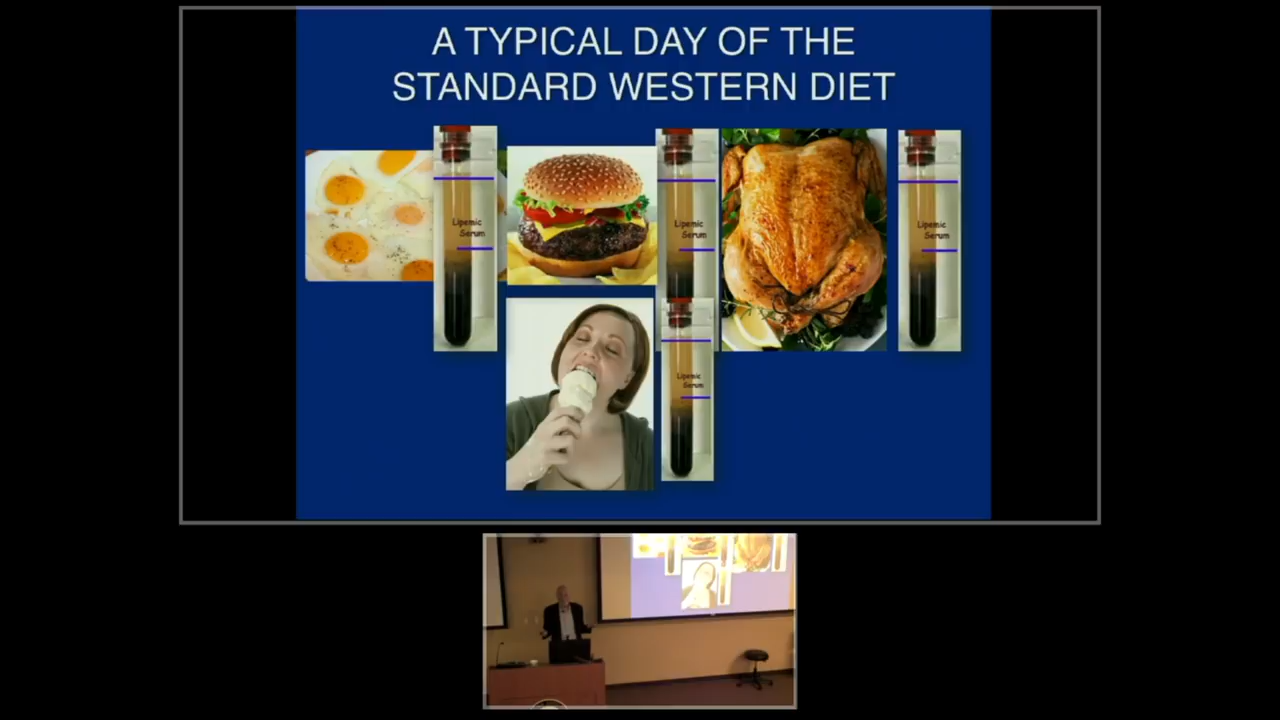 A TYPICAL DAY OF THE
STANDARD WESTERN DIET
Lipemic
Serum
Lipemic
Serum
Lipemic
Serum
Lipemic
Serum